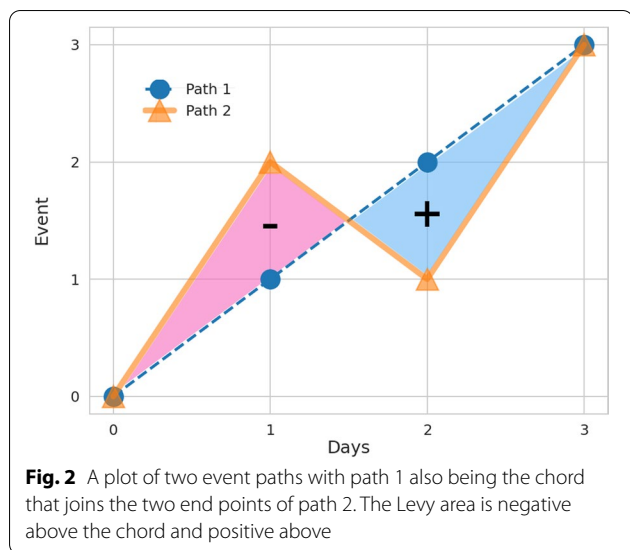 3
Path 1
Path 2
2
Event
-
+
1
0
0 1 2 3
Days
Fig. 2 A plot of two event paths with path 1 also being the chord
that joins the two end points of path 2. The Levy area is negative
above the chord and positive above